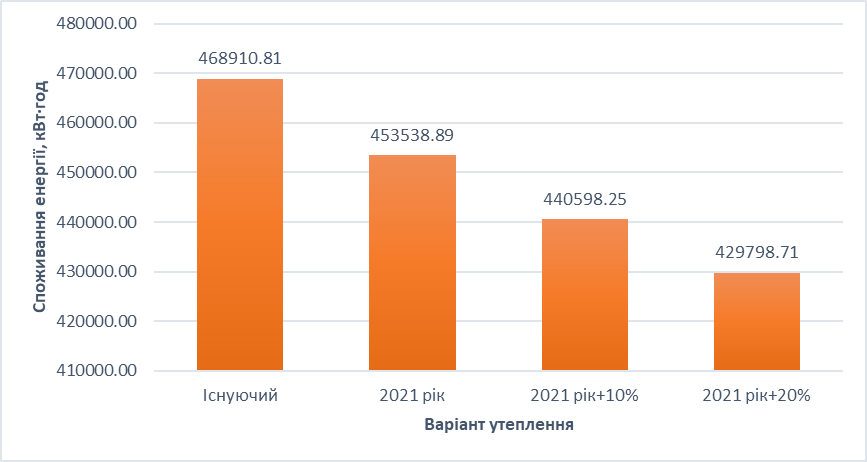 480000.00
470000.00
460000.00
450000.00
440000.00
430000.00
420000.00
410000.00
Споживання енергії, кВт·год
468910.81
453538.89
440598.25
429798.71
Існуючий
2021 рік
2021 рік+10%
2021 рік+20%
Варіант утеплення